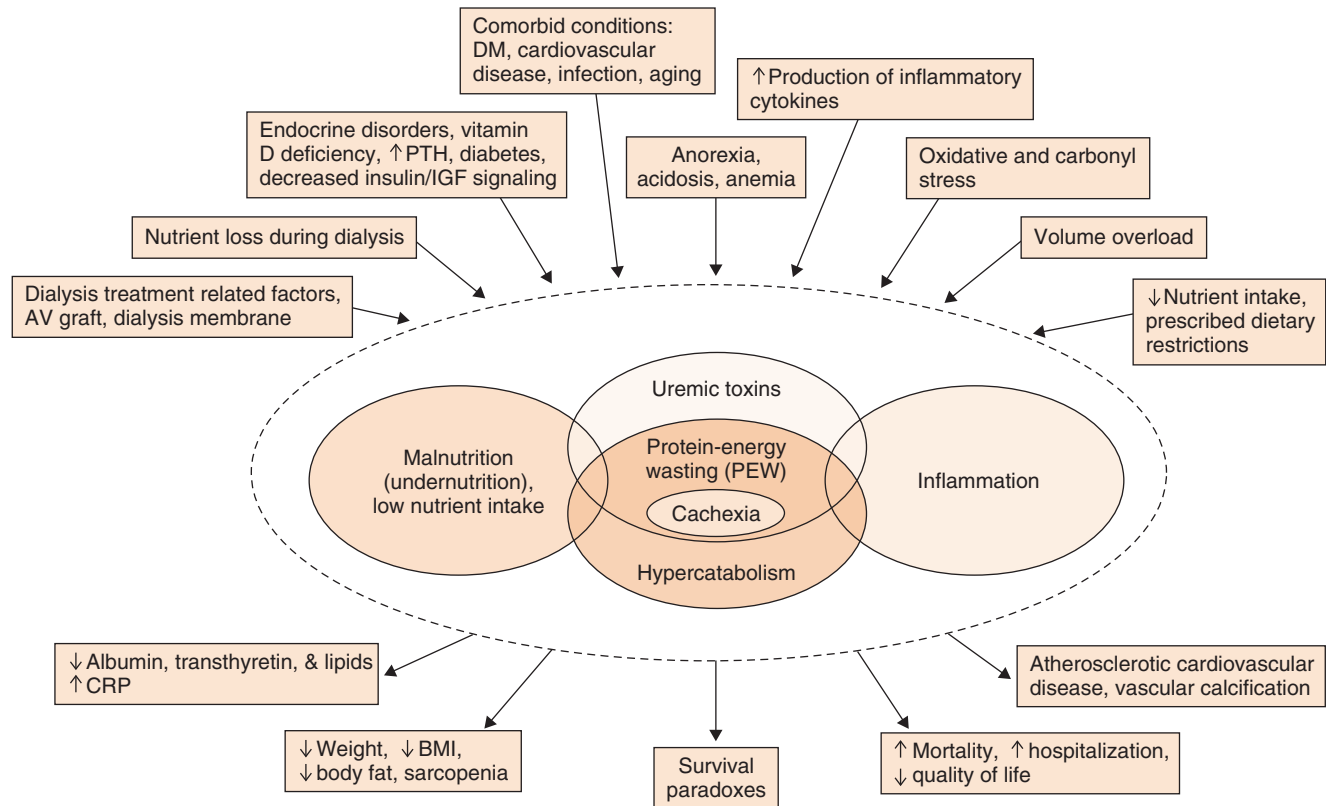 Comorbid conditions:
DM, cardiovascular
disease, infection, aging
↑Production of inflammatory
cytokines
Endocrine disorders, vitamin
D deficiency, ↑PTH, diabetes,
decreased insulin/IGF signaling
Anorexia,
acidosis, anemia
Oxidative and carbonyl
stress
Nutrient loss during dialysis
Volume overload
Dialysis treatment related factors,
AV graft, dialysis membrane
↓Nutrient intake,
prescribed dietary
restrictions
Uremic toxins
Malnutrition
(undernutrition),
low nutrient intake
Protein-energy
wasting (PEW)
Cachexia
Hypercatabolism
Inflammation
↓Albumin, transthyretin, & lipids
↑CRP
↓Weight, ↓BMI,
↓body fat, sarcopenia
Survival
paradoxes
↑ Mortality, ↑ hospitalization,
↓ quality of life
Atherosclerotic cardiovascular
disease, vascular calcification